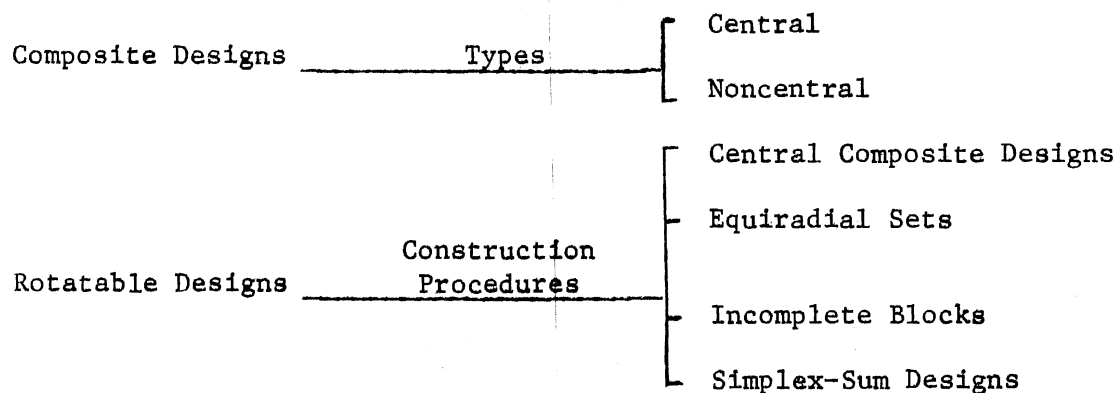 Central
Composite Designs Types
Noncentral
Central Composite Designs
Equiradial Sets
Construction
Rotatable Designs Procedures
Incomplete Blocks
Simplex-Sum Designs